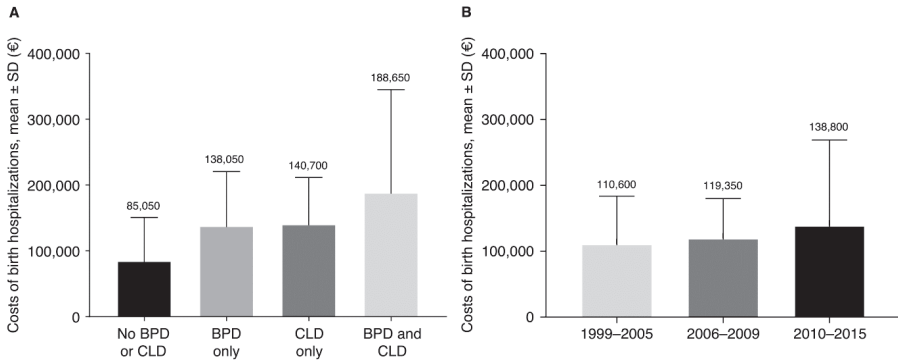 A
Costs of birth hospitalizations, mean ± SD (€)
400,000
300,000
200,000
100,000
0
85,050
138,050
140,700
188,650
No BPD
or CLD
BPD
only
CLD
only
BPD and
CLD
B
Costs of birth hospitalizations, mean ± SD (€)
400,000
300,000
200,000
100,000
0
110,600
119,350
138,800
1999–2005
2006–2009
2010–2015